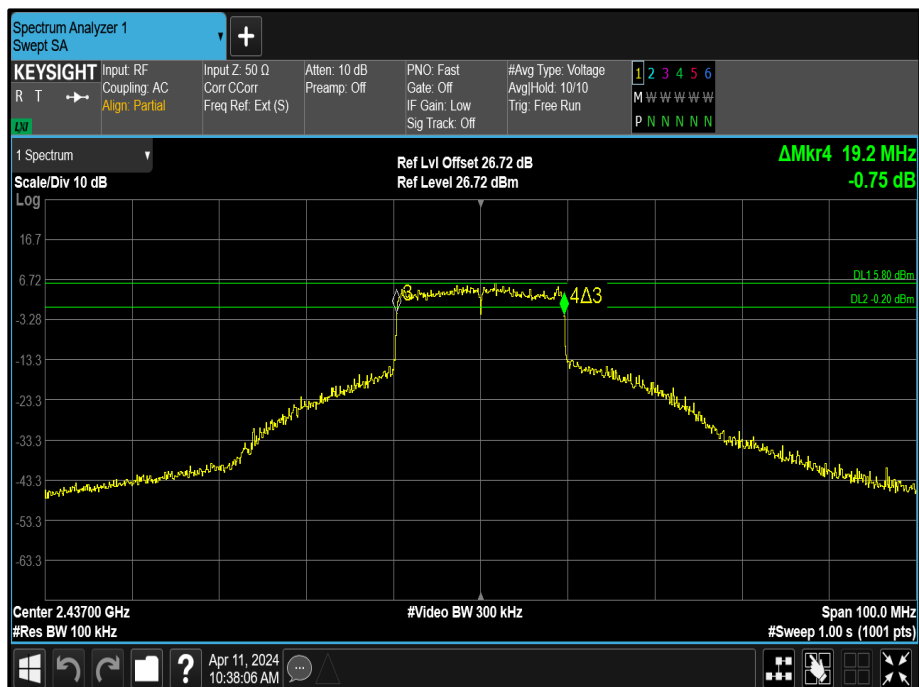 Spectrum Analyzer 1
Swept SA
KEYSIGHT
R T
LXI
Input: RF
Coupling: AC
Align: Partial
Input Z: 50 Ω
Corr CCorr
Freq Ref: Ext (S)
Atten: 10 dB
Preamp: Off
PNO: Fast
Gate: Off
IF Gain: Low
Sig Track: Off
#Avg Type: Voltage
Avg|Hold: 10/10
Trig: Free Run
1 2 3 4 5 6
M W W W W W
P N N N N N
1 Spectrum
Scale/Div 10 dB
Ref Lvl Offset 26.72 dB
Ref Level 26.72 dBm
ΔMkr4 19.2 MHz
-0.75 dB
Log
16.7
6.72
-3.28
-13.3
-23.3
-33.3
-43.3
-53.3
-63.3
DL1 5.80 dBm
DL2 -0.20 dBm
3
4Δ3
Center 2.43700 GHz
#Res BW 100 kHz
#Video BW 300 kHz
Span 100.0 MHz
#Sweep 1.00 s (1001 pts)
?
Apr 11, 2024
10:38:06 AM